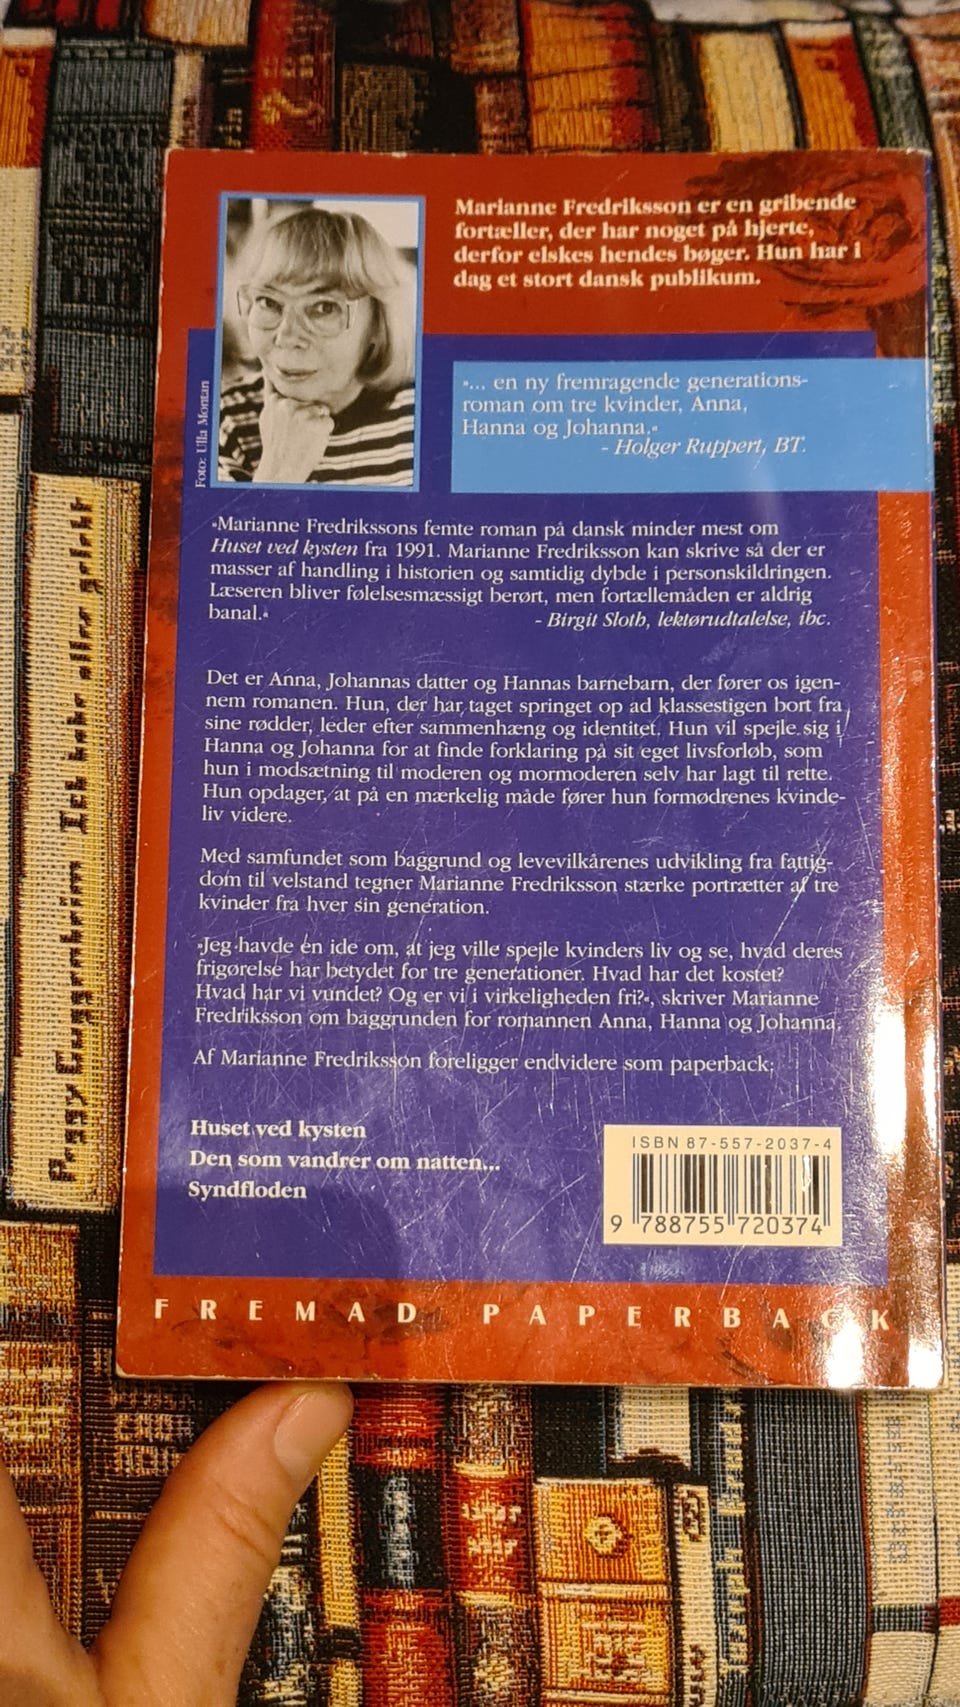 Marianne Fredriksson er en gribende
fortæller, der har noget på hjerte,
derfor elskes hendes bøger. Hun har i
dag et stort dansk publikum.
Foto: Ulla Montan
»... en ny fremragende generations-
roman om tre kvinder, Anna,
Hanna og Johanna.«
- Holger Ruppert, BT.
»Marianne Fredrikssons femte roman på dansk minder mest om
Huset ved kysten fra 1991. Marianne Fredriksson kan skrive så der er
masser af handling i historien og samtidig dybde i personskildringen.
Læseren bliver følelsesmæssigt berørt, men fortællemåden er aldrig
banal.«
- Birgit Sloth, lektørudtalelse, ibc.
Det er Anna, Johannas datter og Hannas barnebarn, der fører os igen-
nem romanen. Hun, der har taget springet op ad klassestigen bort fra
sine rødder, leder efter sammenhæng og identitet. Hun vil spejle sig i
Hanna og Johanna for at finde forklaring på sit eget livsforløb, som
hun i modsætning til moderen og mormoderen selv har lagt til rette.
Hun opdager, at på en mærkelig måde fører hun formødrenes kvinde-
liv videre.
Med samfundet som baggrund og levevilkårenes udvikling fra fattig-
dom til velstand tegner Marianne Fredriksson stærke portrætter af tre
kvinder fra hver sin generation.
»Jeg havde en ide om, at jeg ville spejle kvinders liv og se, hvad deres
frigørelse har betydet for tre generationer. Hvad har det kostet?
Hvad har vi vundet? Og er vi i virkeligheden fri?«, skriver Marianne
Fredriksson om baggrunden for romannen Anna, Hanna og Johanna.
Af Marianne Fredriksson foreligger endvidere som paperback:
Huset ved kysten
Den som vandrer om natten...
Syndfloden
ISBN 87-557-2037-4
9 788755 720374
FREMAD PAPERBACK
Peggy Guggenheim Ich habe alles gelebt
Joseph